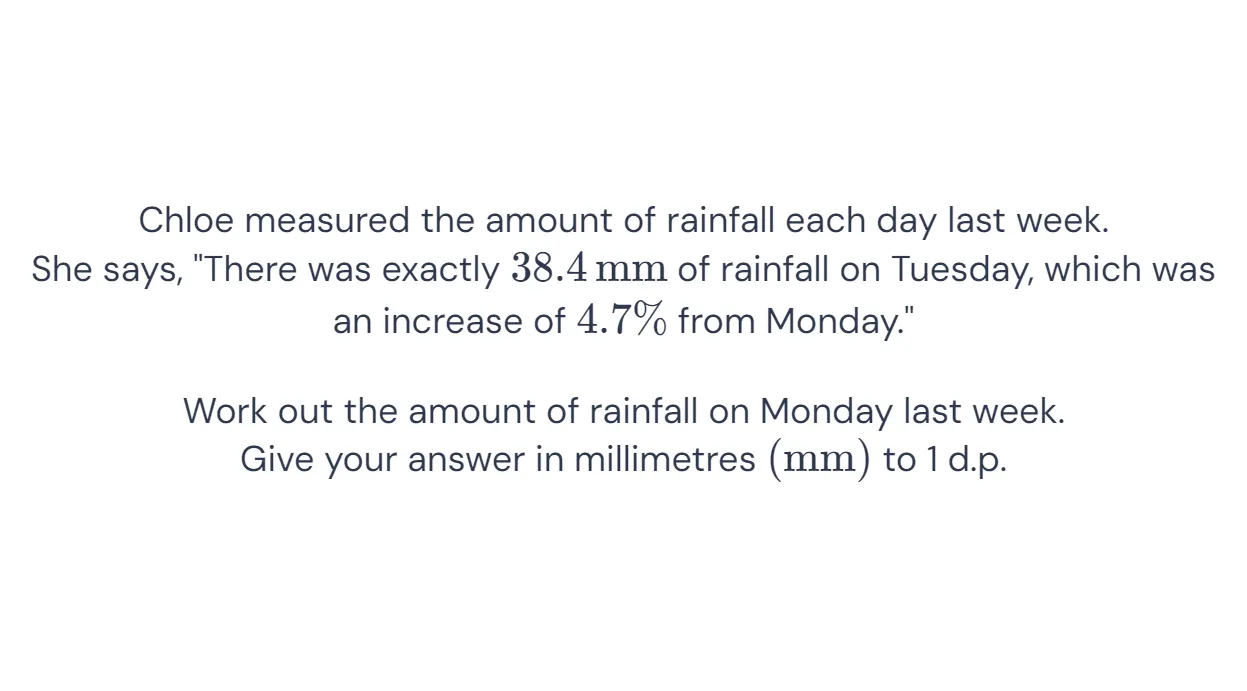 Chloe measured the amount of rainfall each day last week.
She says, "There was exactly 38.4 mm of rainfall on Tuesday, which was
an increase of 4.7% from Monday."
Work out the amount of rainfall on Monday last week.
Give your answer in millimetres (mm) to 1 d.p.